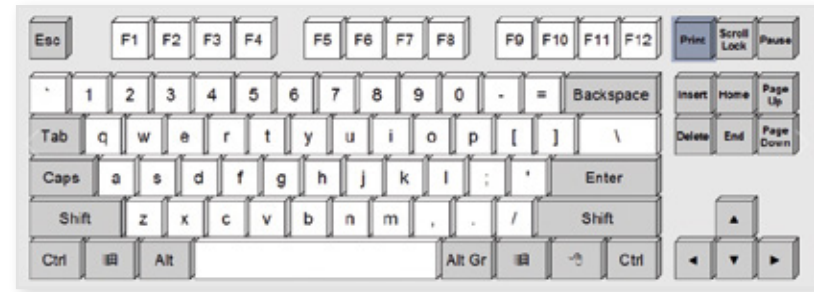 Esc F1 F2 F3 F4 F5 F6 F7 F8 F9 F10 F11 F12 Print Scroll Lock Pause
` 1 2 3 4 5 6 7 8 9 0 - = Backspace Insert Home Page Up
Tab q w e r t y u i o p [ ] \ Delete End Page Down
Caps a s d f g h j k l ; ' Enter
Shift z x c v b n m , . / Shift ▲
Ctrl Alt Alt Gr Ctrl ◄ ▼ ►